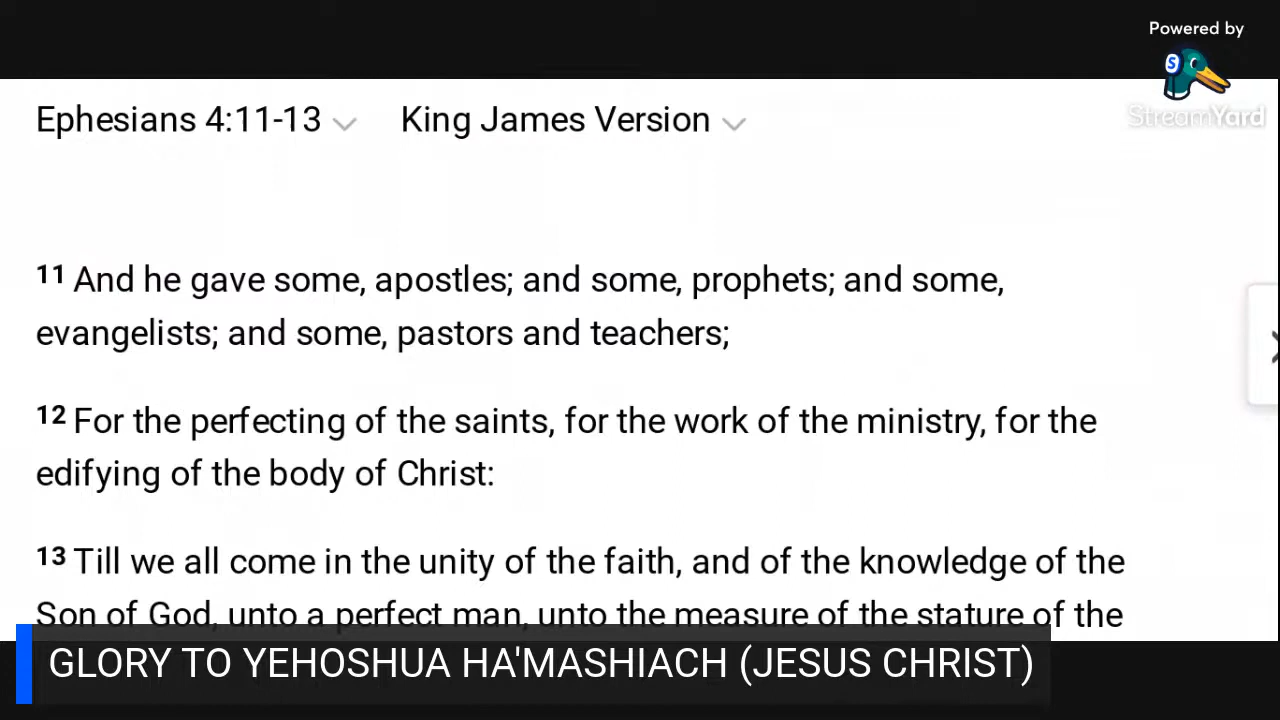 Powered by
StreamYard
Ephesians 4:11-13 King James Version
11 And he gave some, apostles; and some, prophets; and some,
evangelists; and some, pastors and teachers;
12 For the perfecting of the saints, for the work of the ministry, for the
edifying of the body of Christ:
13 Till we all come in the unity of the faith, and of the knowledge of the
Son of God, unto a perfect man, unto the measure of the stature of the
GLORY TO YEHOSHUA HA'MASHIACH (JESUS CHRIST)